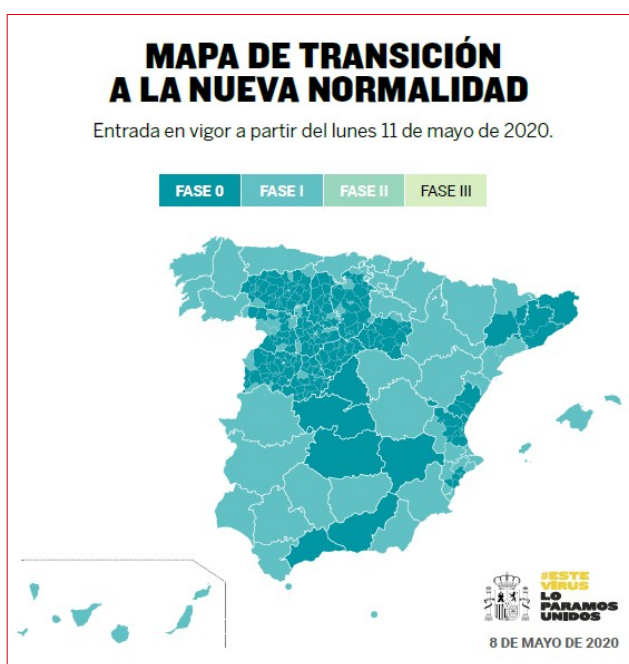 MAPA DE TRANSICIÓN
A LA NUEVA NORMALIDAD
Entrada en vigor a partir del lunes 11 de mayo de 2020.
FASE 0 FASE I FASE II FASE III
#ESTE
VIRUS
LO
PARAMOS
UNIDOS
8 DE MAYO DE 2020